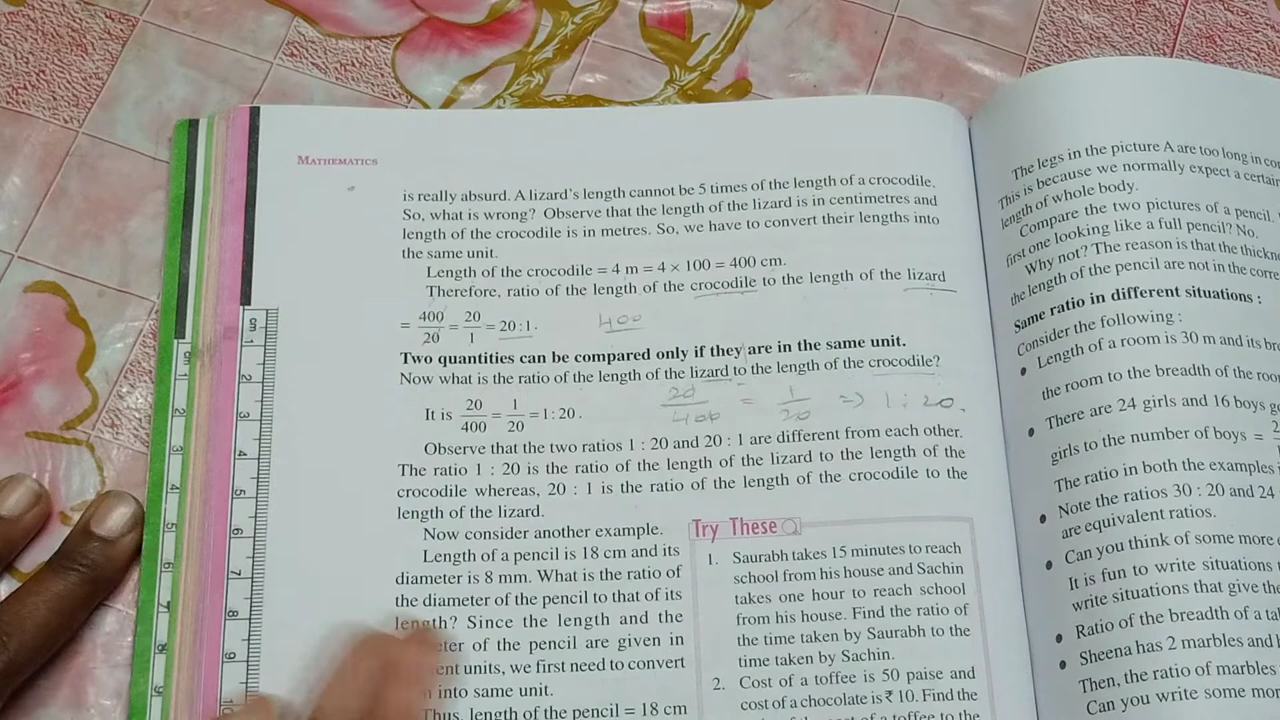 MATHEMATICS
is really absurd. A lizard's length cannot be 5 times of the length of a crocodile.
So, what is wrong? Observe that the length of the lizard is in centimetres and
length of the crocodile is in metres. So, we have to convert their lengths into
the same unit.
Length of the crocodile = 4 m = 4 × 100 = 400 cm.
Therefore, ratio of the length of the crocodile to the length of the lizard
= 400/20 = 20/1 = 20 : 1. 400
Two quantities can be compared only if they are in the same unit.
Now what is the ratio of the length of the lizard to the length of the crocodile?
It is 20/400 = 1/20 = 1 : 20. 20/400 = 1/20 ⇒ 1 : 20.
Observe that the two ratios 1 : 20 and 20 : 1 are different from each other.
The ratio 1 : 20 is the ratio of the length of the lizard to the length of the
crocodile whereas, 20 : 1 is the ratio of the length of the crocodile to the
length of the lizard.
Now consider another example.
Length of a pencil is 18 cm and its
diameter is 8 mm. What is the ratio of
the diameter of the pencil to that of its
length? Since the length and the
of the pencil are given in
units, we first need to convert
into same unit.
Thus, length of the pencil = 18 cm
Try These
1. Saurabh takes 15 minutes to reach
school from his house and Sachin
takes one hour to reach school
from his house. Find the ratio of
the time taken by Saurabh to the
time taken by Sachin.
2. Cost of a toffee is 50 paise and
cost of a chocolate is ₹ 10. Find the
of a toffee to the
The legs in the picture A are too long in
This is because we normally expect a
length of whole body.
Compare the two pictures of a pencil.
first one looking like a full pencil? No.
Why not? The reason is that the
the length of the pencil are not in the
Same ratio in different situations :
Consider the following :
• Length of a room is 30 m and its
the room to the breadth of the
• There are 24 girls and 16 boys
girls to the number of boys =
The ratio in both the examples
• Note the ratios 30 : 20 and 24
are equivalent ratios.
• Can you think of some more
It is fun to write situations
write situations that give
• Ratio of the breadth of a
• Sheena has 2 marbles and
Then, the ratio of marbles
Can you write some
cm 1 2 3 4 5 6 7 8 9 10
cm 1 2 3 4 5 6 7 8 9